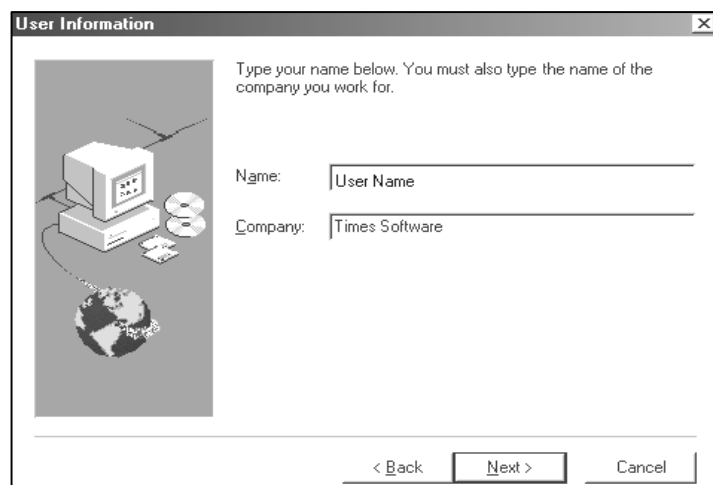 User Information
Type your name below. You must also type the name of the
company you work for.
Name: User Name
Company: Times Software
< Back Next > Cancel